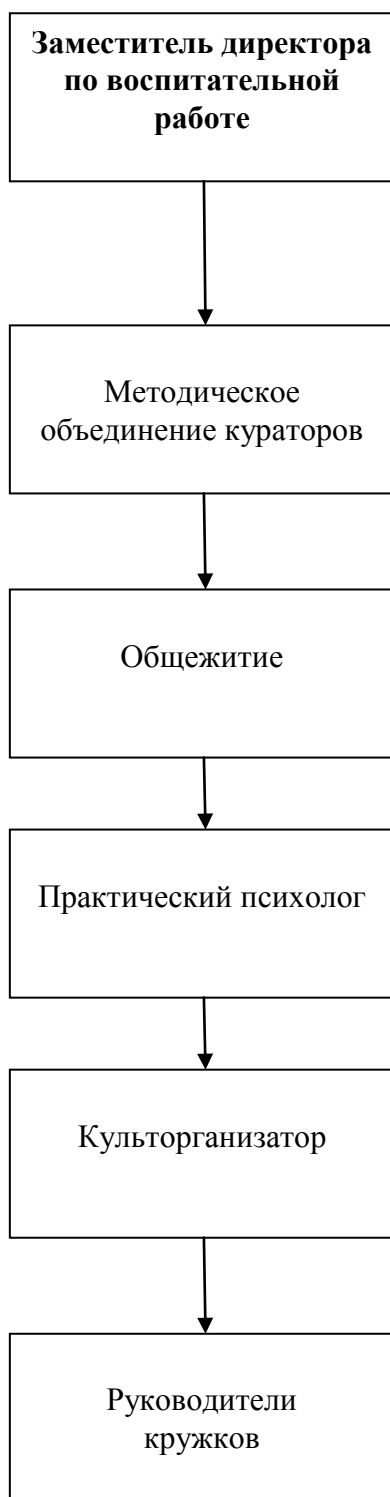 Заместитель директора
по воспитательной
работе
Методическое
объединение кураторов
Общежитие
Практический психолог
Культорганизатор
Руководители
кружков